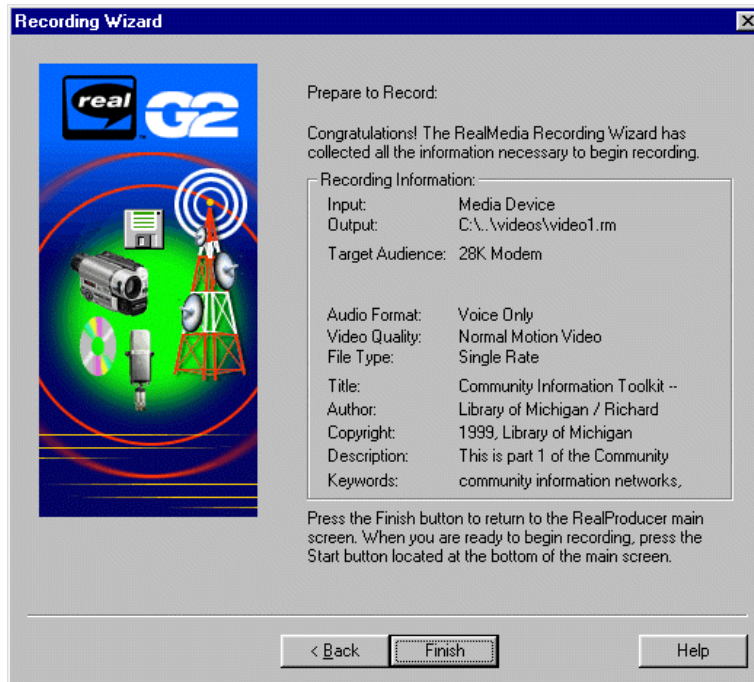 Recording Wizard
real G2
Prepare to Record:
Congratulations! The RealMedia Recording Wizard has
collected all the information necessary to begin recording.
Recording Information:
Input: Media Device
Output: C:\..\videos\video1.rm
Target Audience: 28K Modem
Audio Format: Voice Only
Video Quality: Normal Motion Video
File Type: Single Rate
Title: Community Information Toolkit --
Author: Library of Michigan / Richard
Copyright: 1999, Library of Michigan
Description: This is part 1 of the Community
Keywords: community information networks,
Press the Finish button to return to the RealProducer main
screen. When you are ready to begin recording, press the
Start button located at the bottom of the main screen.
< Back Finish Help